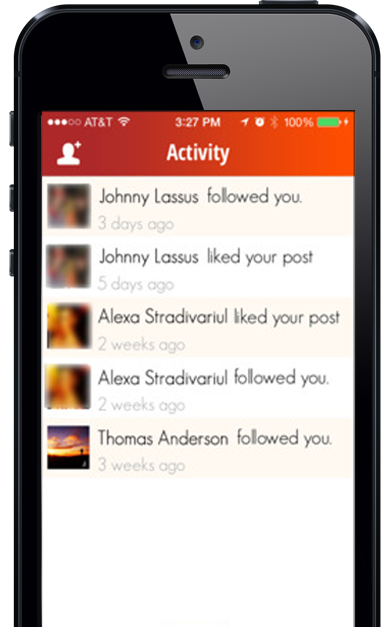 AT&T 3:27 PM 100%
Activity
Johnny Lassus followed you.
3 days ago
Johnny Lassus liked your post
5 days ago
Alexa Stradivariul liked your post
2 weeks ago
Alexa Stradivariul followed you.
2 weeks ago
Thomas Anderson followed you.
3 weeks ago